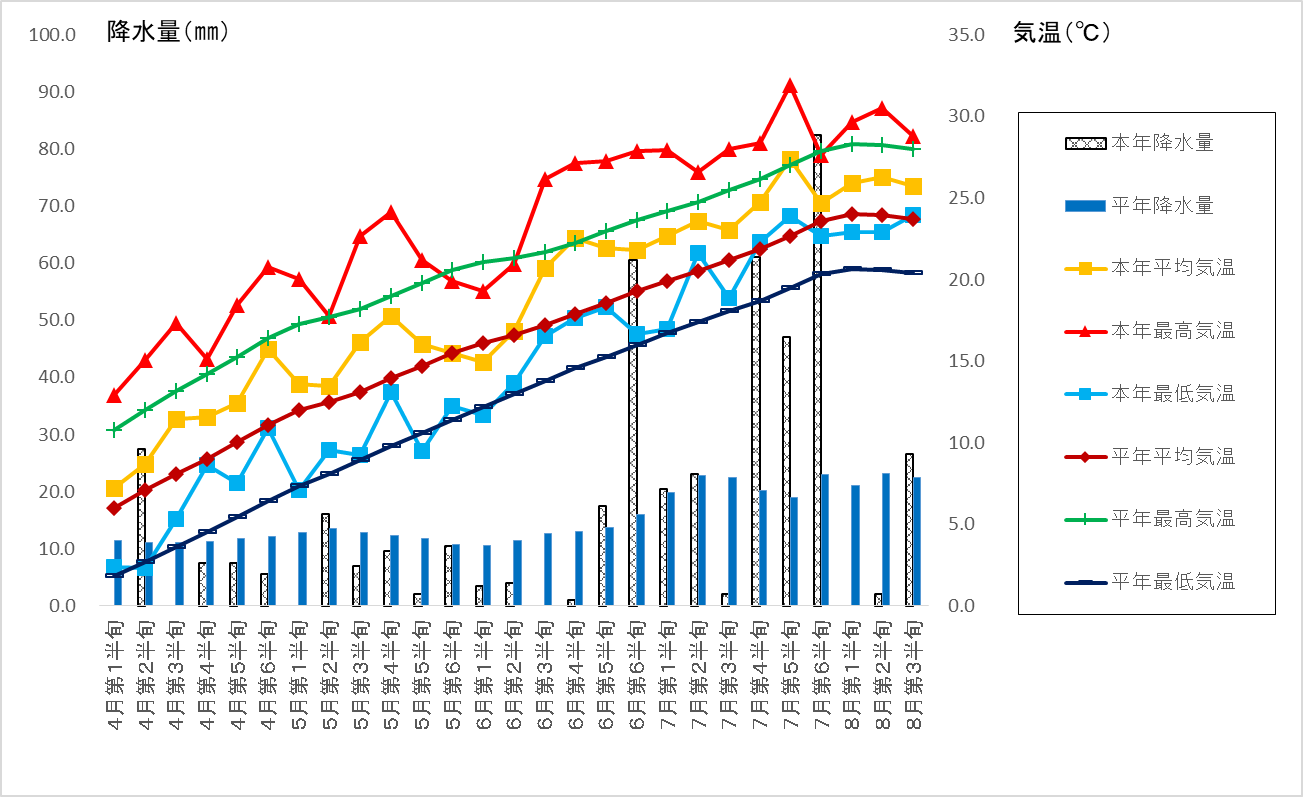 降水量(㎜)
気温(℃)
100.0
90.0
80.0
70.0
60.0
50.0
40.0
30.0
20.0
10.0
0.0
35.0
30.0
25.0
20.0
15.0
10.0
5.0
0.0
本年降水量
平年降水量
本年平均気温
本年最高気温
本年最低気温
平年平均気温
平年最高気温
平年最低気温
4月第1半旬
4月第2半旬
4月第3半旬
4月第4半旬
4月第5半旬
4月第6半旬
5月第1半旬
5月第2半旬
5月第3半旬
5月第4半旬
5月第5半旬
5月第6半旬
6月第1半旬
6月第2半旬
6月第3半旬
6月第4半旬
6月第5半旬
6月第6半旬
7月第1半旬
7月第2半旬
7月第3半旬
7月第4半旬
7月第5半旬
7月第6半旬
8月第1半旬
8月第2半旬
8月第3半旬